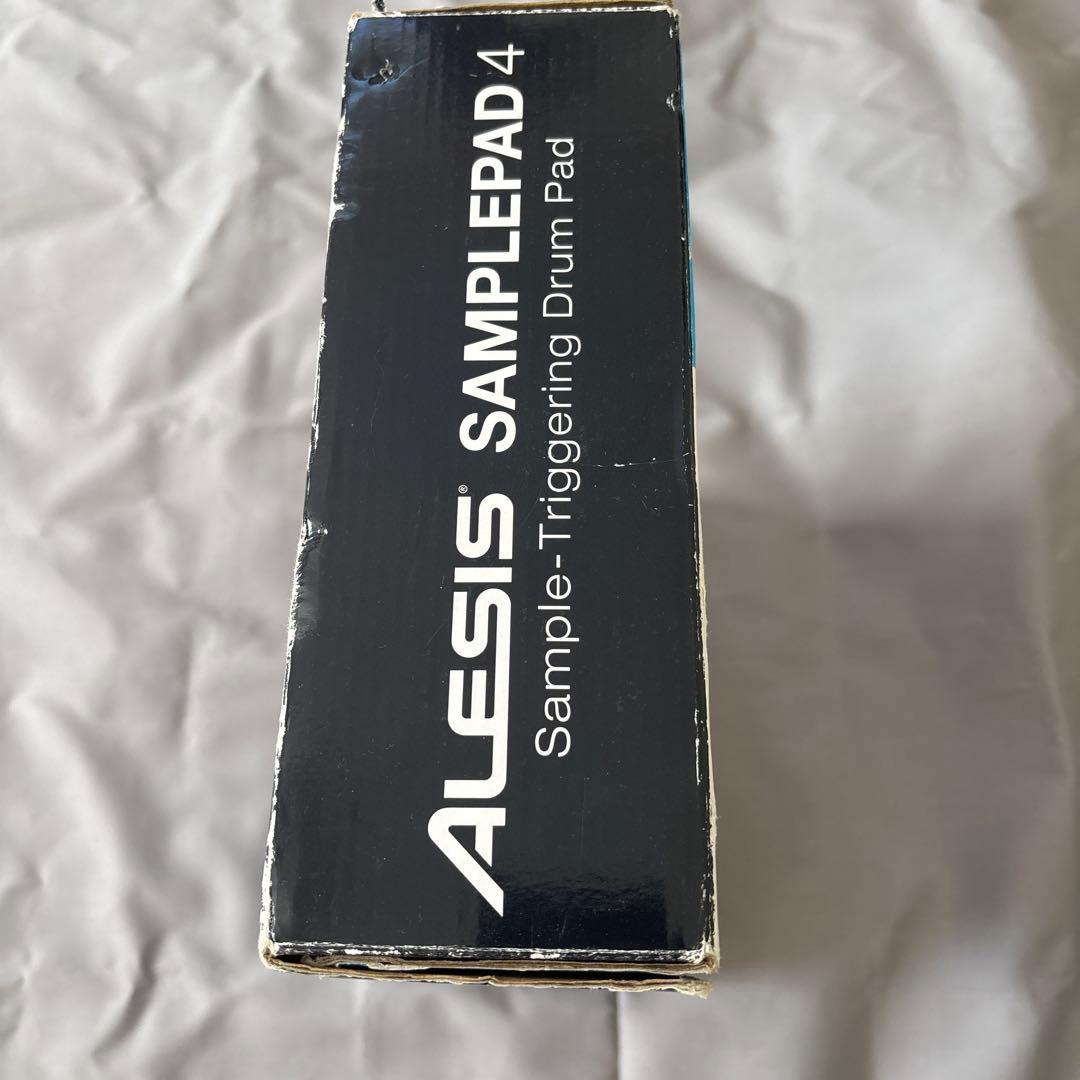 ALESIS® SAMPLEPAD 4
Sample-Triggering Drum Pad